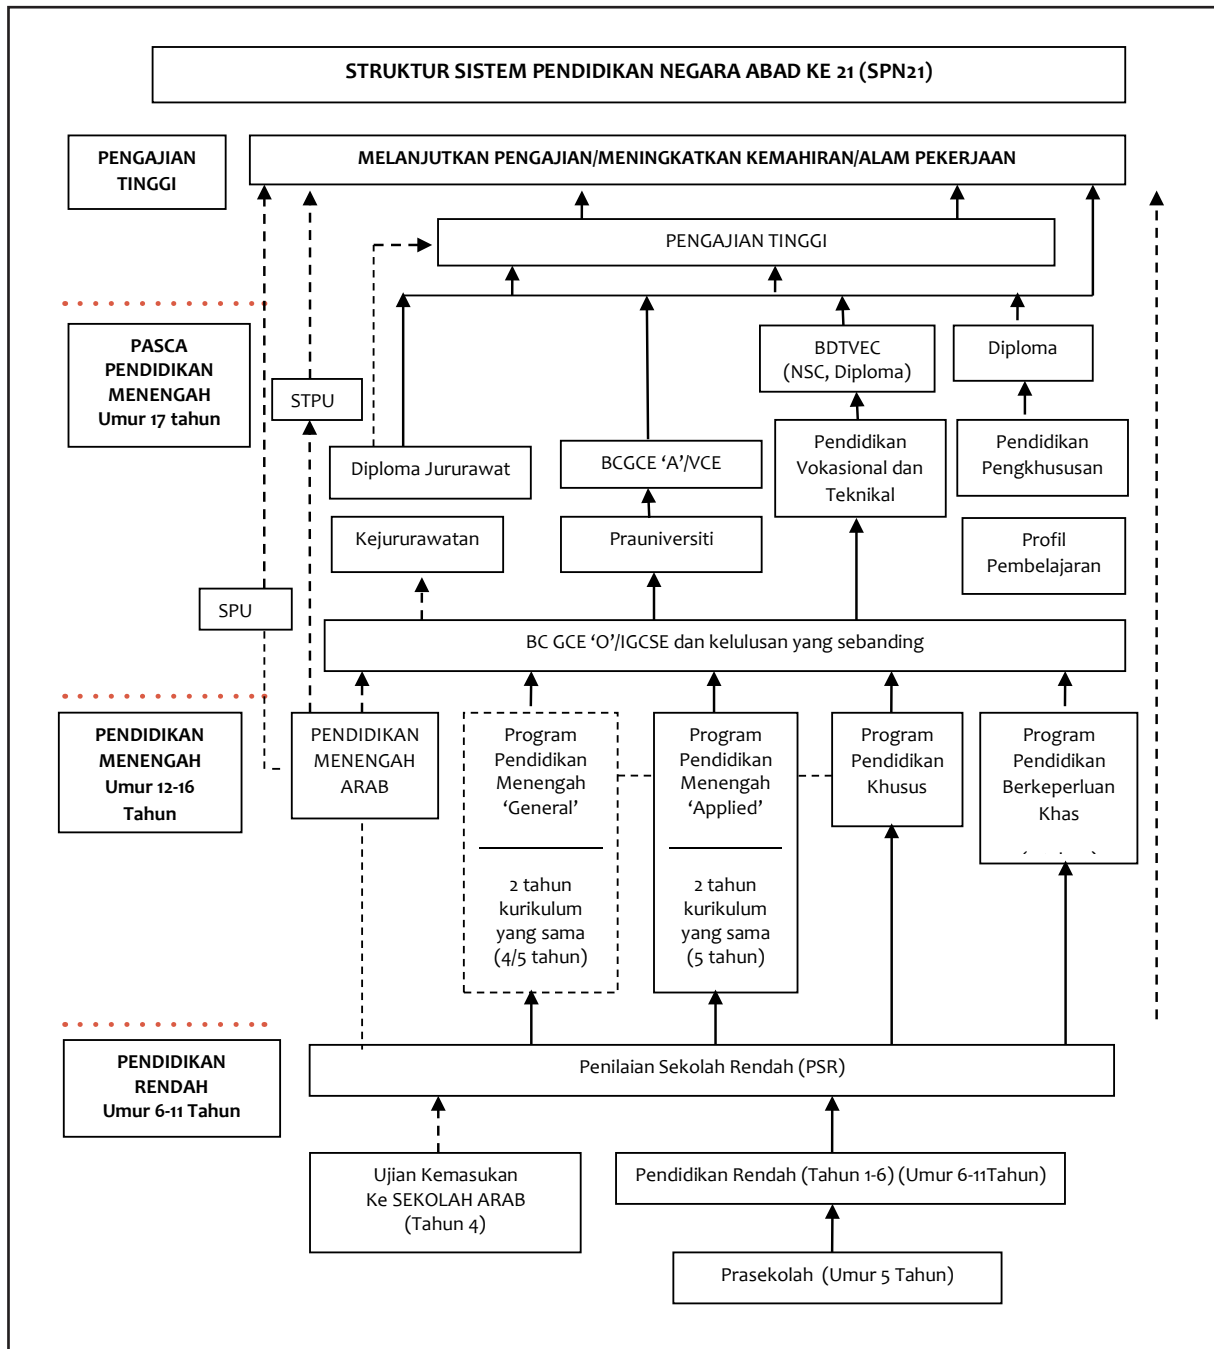 STRUKTUR SISTEM PENDIDIKAN NEGARA ABAD KE 21 (SPN21)
PENGAJIAN
TINGGI
MELANJUTKAN PENGAJIAN/MENINGKATKAN KEMAHIRAN/ALAM PEKERJAAN
PENGAJIAN TINGGI
PASCA
PENDIDIKAN
MENENGAH
Umur 17 tahun
STPU
BDTVEC
(NSC, Diploma)
Diploma
Diploma Jururawat
BCGCE ‘A’/VCE
Pendidikan
Vokasional dan
Teknikal
Pendidikan
Pengkhususan
Kejururawatan
Prauniversiti
Profil
Pembelajaran
SPU
BC GCE ‘O’/IGCSE dan kelulusan yang sebanding
PENDIDIKAN
MENENGAH
Umur 12-16
Tahun
PENDIDIKAN
MENENGAH
ARAB
Program
Pendidikan
Menengah
‘General’
2 tahun
kurikulum
yang sama
(4/5 tahun)
Program
Pendidikan
Menengah
‘Applied’
2 tahun
kurikulum
yang sama
(5 tahun)
Program
Pendidikan
Khusus
Program
Pendidikan
Berkeperluan
Khas
PENDIDIKAN
RENDAH
Umur 6-11 Tahun
Penilaian Sekolah Rendah (PSR)
Ujian Kemasukan
Ke SEKOLAH ARAB
(Tahun 4)
Pendidikan Rendah (Tahun 1-6) (Umur 6-11Tahun)
Prasekolah (Umur 5 Tahun)